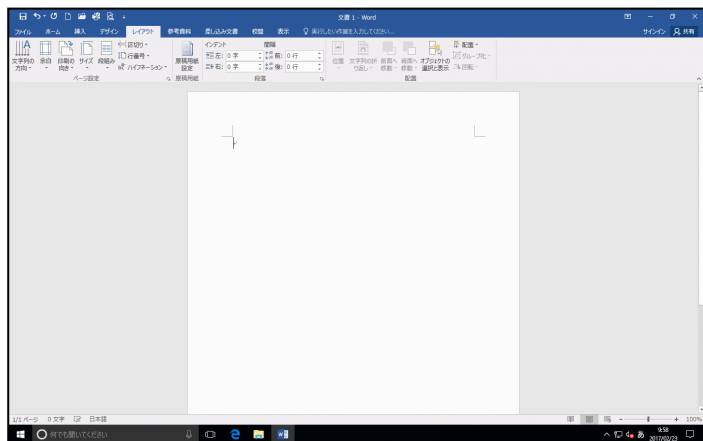 文書 1 - Word
ファイル ホーム 挿入 デザイン レイアウト 参考資料 差し込み文書 校閲 表示 実行したい作業を入力してください... サインイン 共有
文字列の方向 余白 印刷の向き サイズ 段組み
区切り
行番号
ハイフネーション
ページ設定
原稿用紙設定
原稿用紙
インデント 間隔
左: 0 字 前: 0 行
右: 0 字 後: 0 行
段落
位置 文字列の折り返し 前面へ移動 背面へ移動 オブジェクトの選択と表示
配置
グループ化
回転
配置
1/1 ページ 0 文字 日本語 100%
何でも聞いてください あ 9:58
2017/02/23